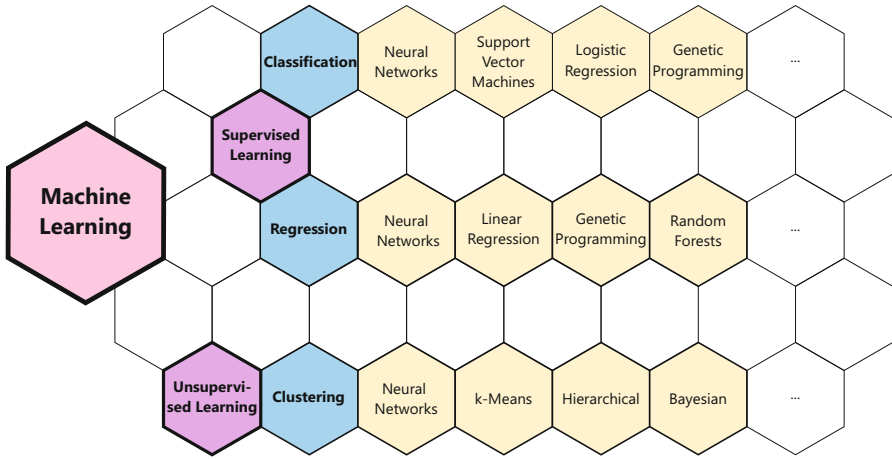 Classification
Neural
Networks
Support
Vector
Machines
Logistic
Regression
Genetic
Programming
...
Supervised
Learning
Machine
Learning
Regression
Neural
Networks
Linear
Regression
Genetic
Programming
Random
Forests
...
Unsupervi-
sed Learning
Clustering
Neural
Networks
k-Means
Hierarchical
Bayesian
...